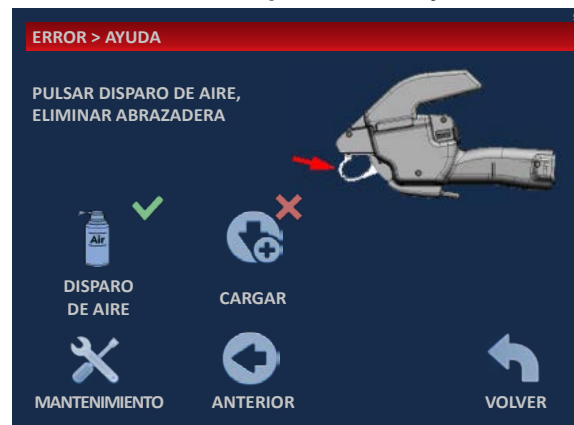 ERROR > AYUDA
PULSAR DISPARO DE AIRE,
ELIMINAR ABRAZADERA
Air
DISPARO
DE AIRE
CARGAR
MANTENIMIENTO
ANTERIOR
VOLVER